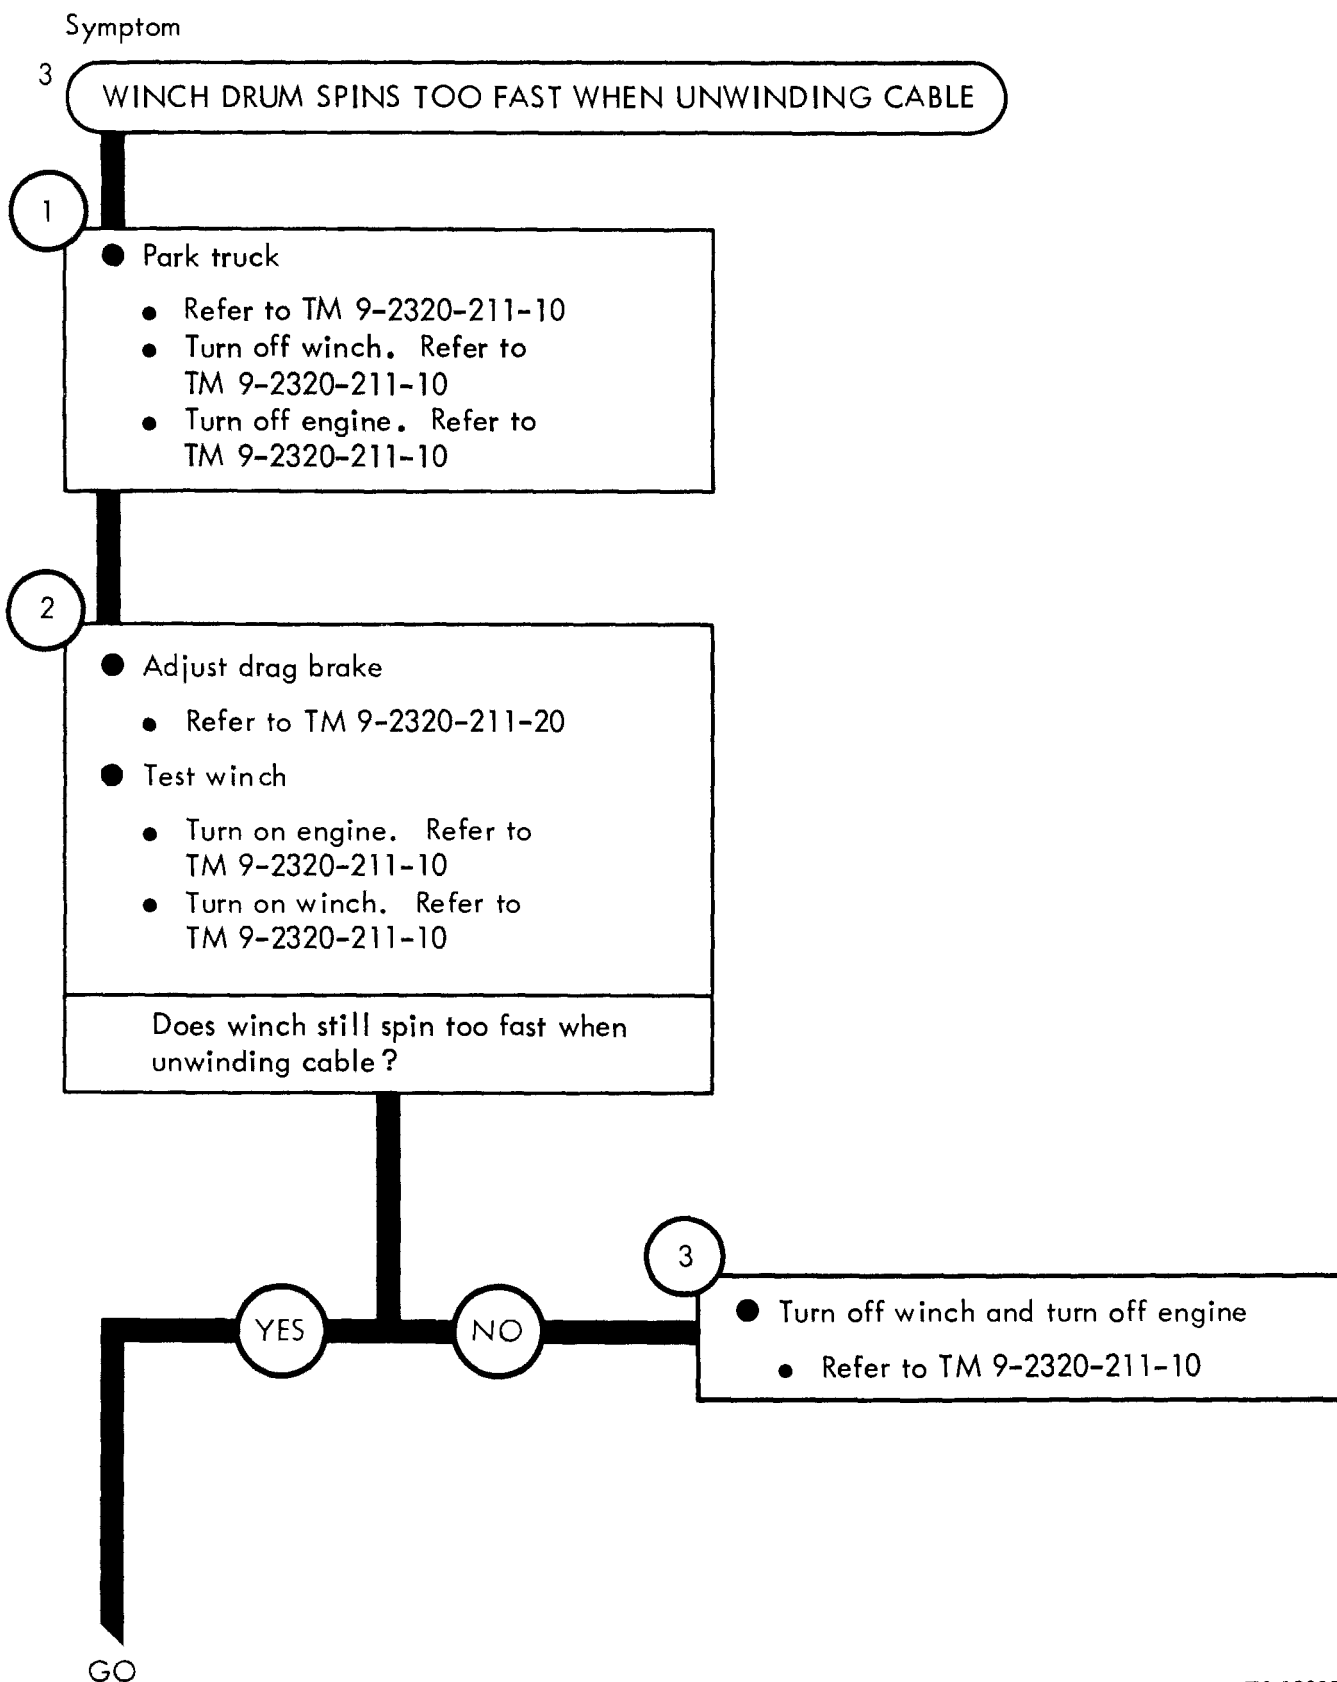 Symptom
3
WINCH DRUM SPINS TOO FAST WHEN UNWINDING CABLE
1
● Park truck
● Refer to TM 9-2320-211-10
● Turn off winch. Refer to
TM 9-2320-211-10
● Turn off engine. Refer to
TM 9-2320-211-10
2
● Adjust drag brake
● Refer to TM 9-2320-211-20
● Test winch
● Turn on engine. Refer to
TM 9-2320-211-10
● Turn on winch. Refer to
TM 9-2320-211-10
Does winch still spin too fast when
unwinding cable?
3
YES
NO
● Turn off winch and turn off engine
● Refer to TM 9-2320-211-10
GO